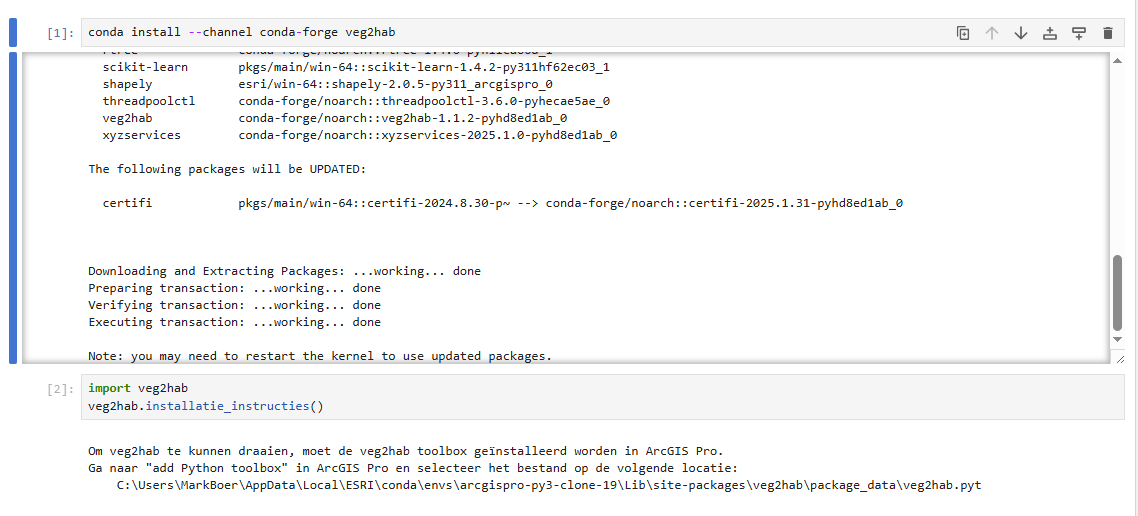 [1]: conda install --channel conda-forge veg2hab
scikit-learn pkgs/main/win-64::scikit-learn-1.4.2-py311hf62ec03_1
shapely esri/win-64::shapely-2.0.5-py311_arcgispro_0
threadpoolctl conda-forge/noarch::threadpoolctl-3.6.0-pyhecae5ae_0
veg2hab conda-forge/noarch::veg2hab-1.1.2-pyhd8ed1ab_0
xyzservices conda-forge/noarch::xyzservices-2025.1.0-pyhd8ed1ab_0
The following packages will be UPDATED:
certifi pkgs/main/win-64::certifi-2024.8.30-p~ --> conda-forge/noarch::certifi-2025.1.31-pyhd8ed1ab_0
Downloading and Extracting Packages: ...working... done
Preparing transaction: ...working... done
Verifying transaction: ...working... done
Executing transaction: ...working... done
Note: you may need to restart the kernel to use updated packages.
[2]: import veg2hab
veg2hab.installatie_instructies()
Om veg2hab te kunnen draaien, moet de veg2hab toolbox geïnstalleerd worden in ArcGIS Pro.
Ga naar "add Python toolbox" in ArcGIS Pro en selecteer het bestand op de volgende locatie:
C:\Users\MarkBoer\AppData\Local\ESRI\conda\envs\arcgispro-py3-clone-19\Lib\site-packages\veg2hab\package_data\veg2hab.pyt